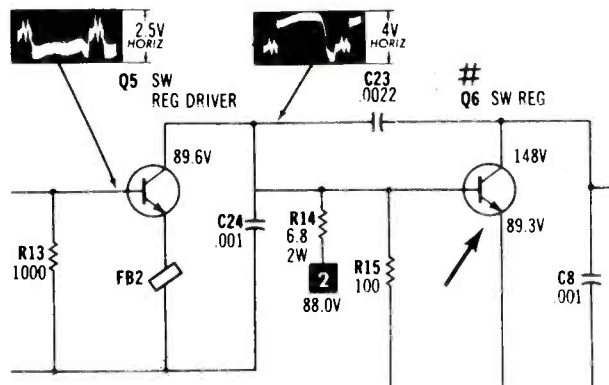 2.5V
HORIZ
4V
HORIZ
Q5 SW
REG DRIVER
C23
.0022
#
Q6 SW REG
89.6V
148V
R13
1000
FB2
C24
.001
R14
6.8
2W
2
88.0V
R15
100
89.3V
C8
.001